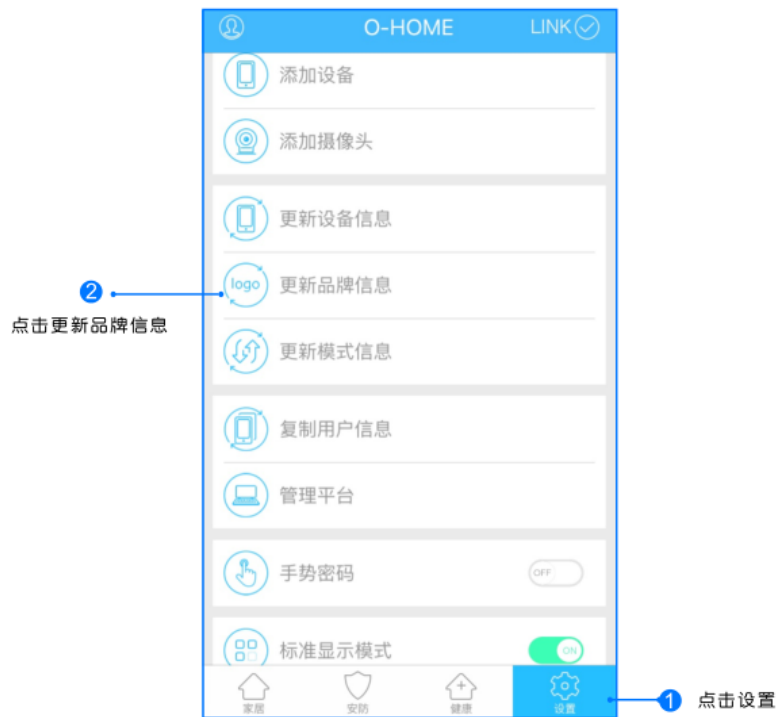 O-HOME LINK
添加设备
添加摄像头
更新设备信息
logo 更新品牌信息
2
点击更新品牌信息
更新模式信息
复制用户信息
管理平台
手势密码 OFF
标准显示模式 ON
家居 安防 健康 设置
1 点击设置